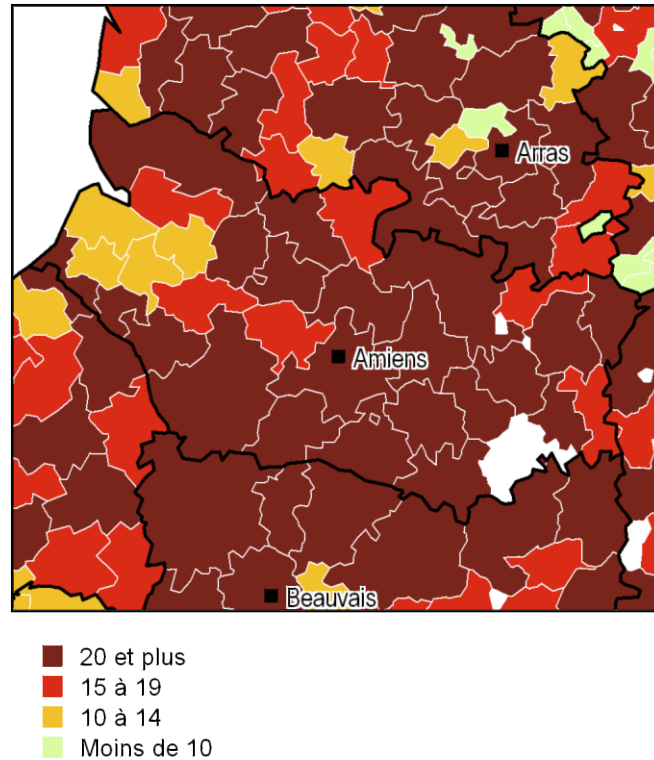 Arras
Amiens
Beauvais
20 et plus
15 à 19
10 à 14
Moins de 10